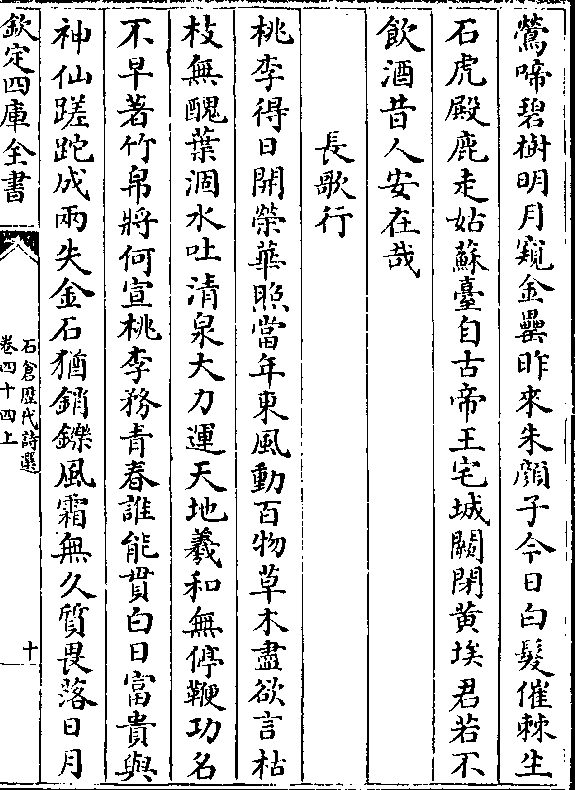 鶯啼碧樹明月窺金罍昨來朱顔子今日白髮催棘生
石虎殿鹿走姑蘇臺自古帝王宅城闕閉黄埃君若不
飲酒昔人安在哉
長歌行
桃李得日開榮華照當年東風動百物草木盡欲言枯
枝無醜葉涸水吐清泉大力運天地羲和無停鞭功名
不早著竹帛將何宣桃李務青春誰能貫白日富貴與
神仙蹉跎成兩失金石猶銷鑠風霜無久質畏落日月
欽定四庫全書
石倉歷代詩選
卷四十四上
十